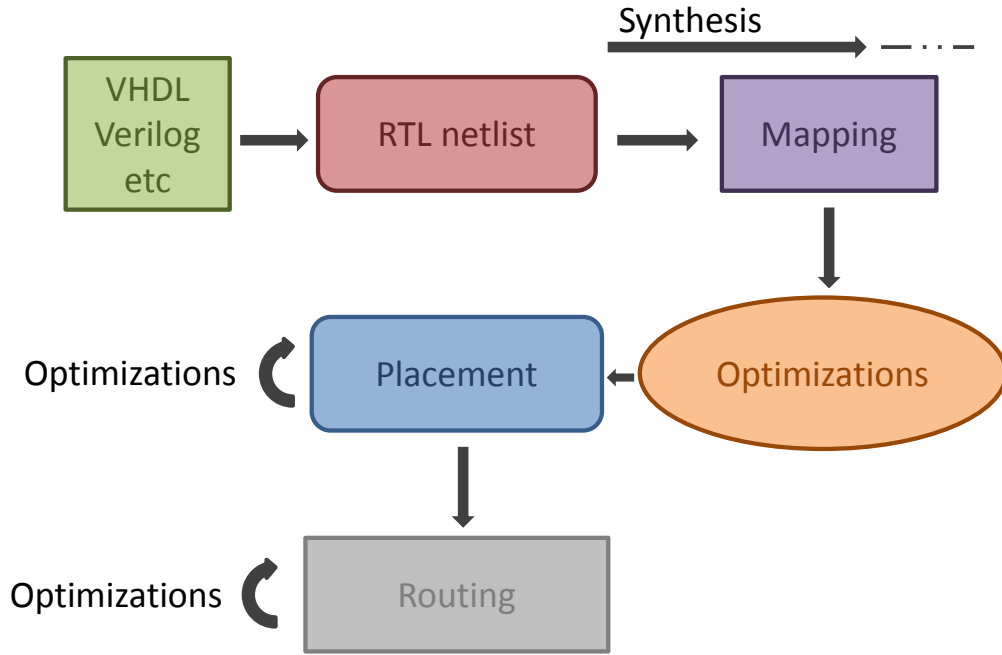 Synthesis
VHDL
Verilog
etc
RTL netlist
Mapping
Optimizations
Placement
Optimizations
Optimizations
Routing